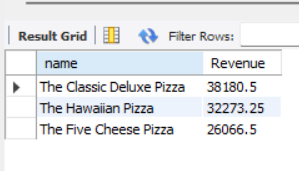 Result Grid Filter Rows:
name Revenue
The Classic Deluxe Pizza 38180.5
The Hawaiian Pizza 32273.25
The Five Cheese Pizza 26066.5